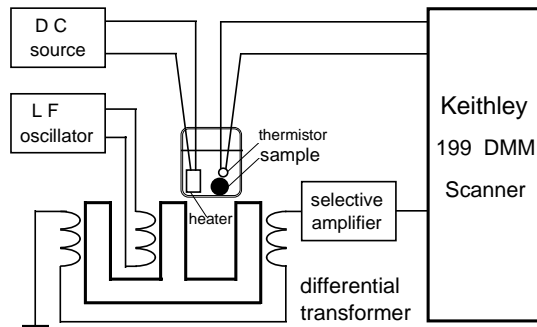 D C
source
L F
oscillator
thermistor
sample
heater
selective
amplifier
differential
transformer
Keithley
199 DMM
Scanner